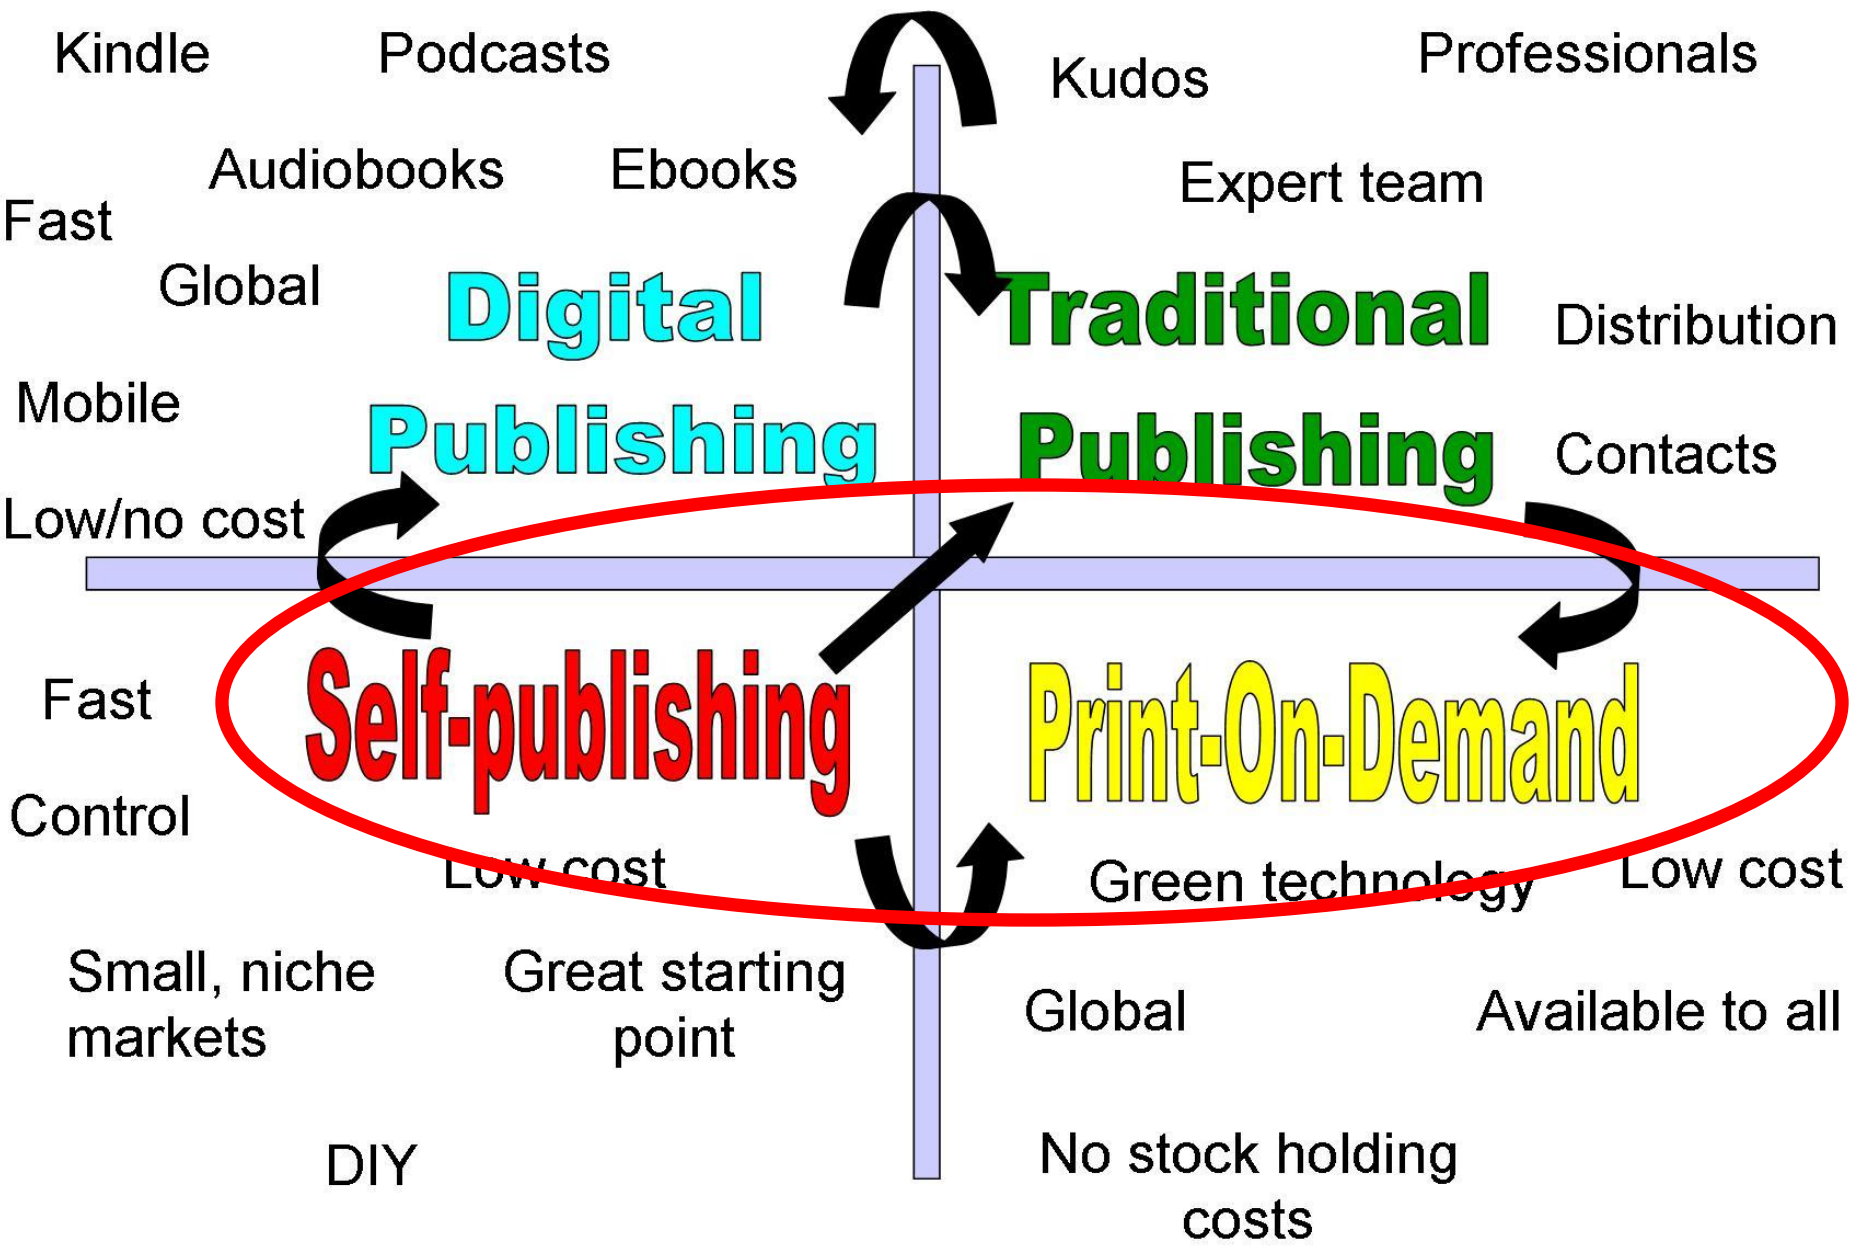 Kindle
Podcasts
Audiobooks
Ebooks
Fast
Global
Digital
Publishing
Mobile
Low/no cost
Kudos
Professionals
Expert team
Traditional
Publishing
Distribution
Contacts
Fast
Self-publishing
Control
Low cost
Small, niche
markets
Great starting
point
DIY
Print-On-Demand
Green technology
Low cost
Global
Available to all
No stock holding
costs